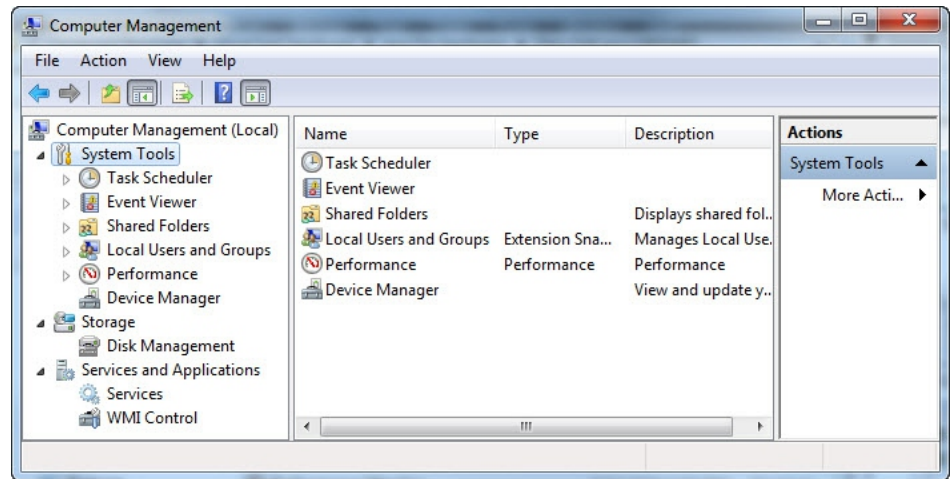 Computer Management
File Action View Help
Computer Management (Local)
System Tools
Task Scheduler
Event Viewer
Shared Folders
Local Users and Groups
Performance
Device Manager
Storage
Disk Management
Services and Applications
Services
WMI Control
Name Type Description
Task Scheduler
Event Viewer
Shared Folders Displays shared fol..
Local Users and Groups Extension Sna... Manages Local Use.
Performance Performance Performance
Device Manager View and update y..
Actions
System Tools
More Acti...